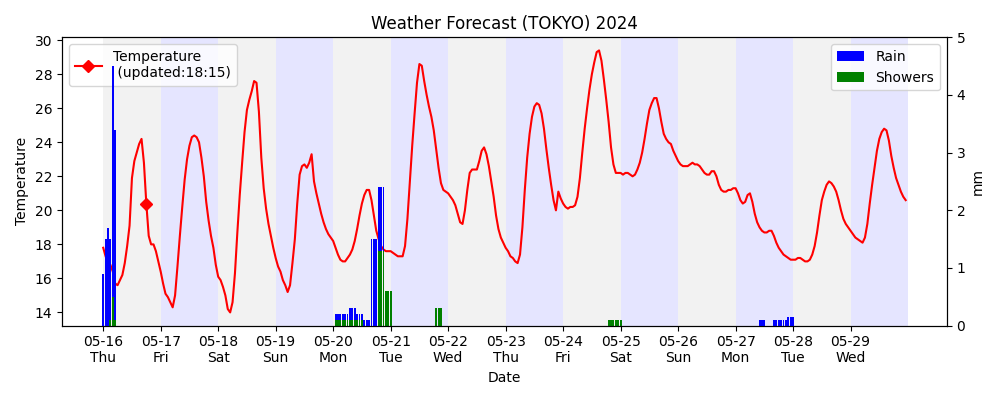 Weather Forecast (TOKYO) 2024
Temperature
(updated:18:15)
Rain
Showers
Temperature
30
28
26
24
22
20
18
16
14
5
4
3
2
1
0
mm
05-16 05-17 05-18 05-19 05-20 05-21 05-22 05-23 05-24 05-25 05-26 05-27 05-28 05-29
Thu Fri Sat Sun Mon Tue Wed Thu Fri Sat Sun Mon Tue Wed
Date